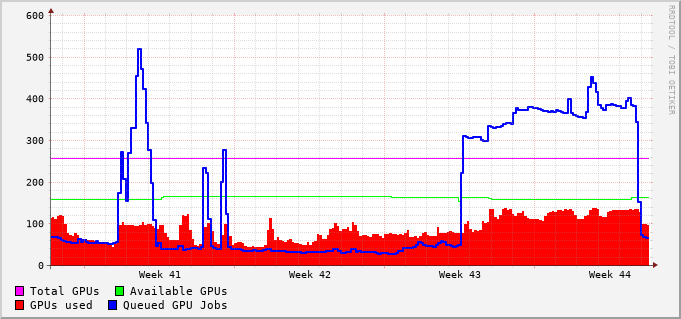 600
500
400
300
200
100
0
Week 41 Week 42 Week 43 Week 44
Total GPUs Available GPUs
GPUs used Queued GPU Jobs
RRDTOOL / TOBI OETIKER